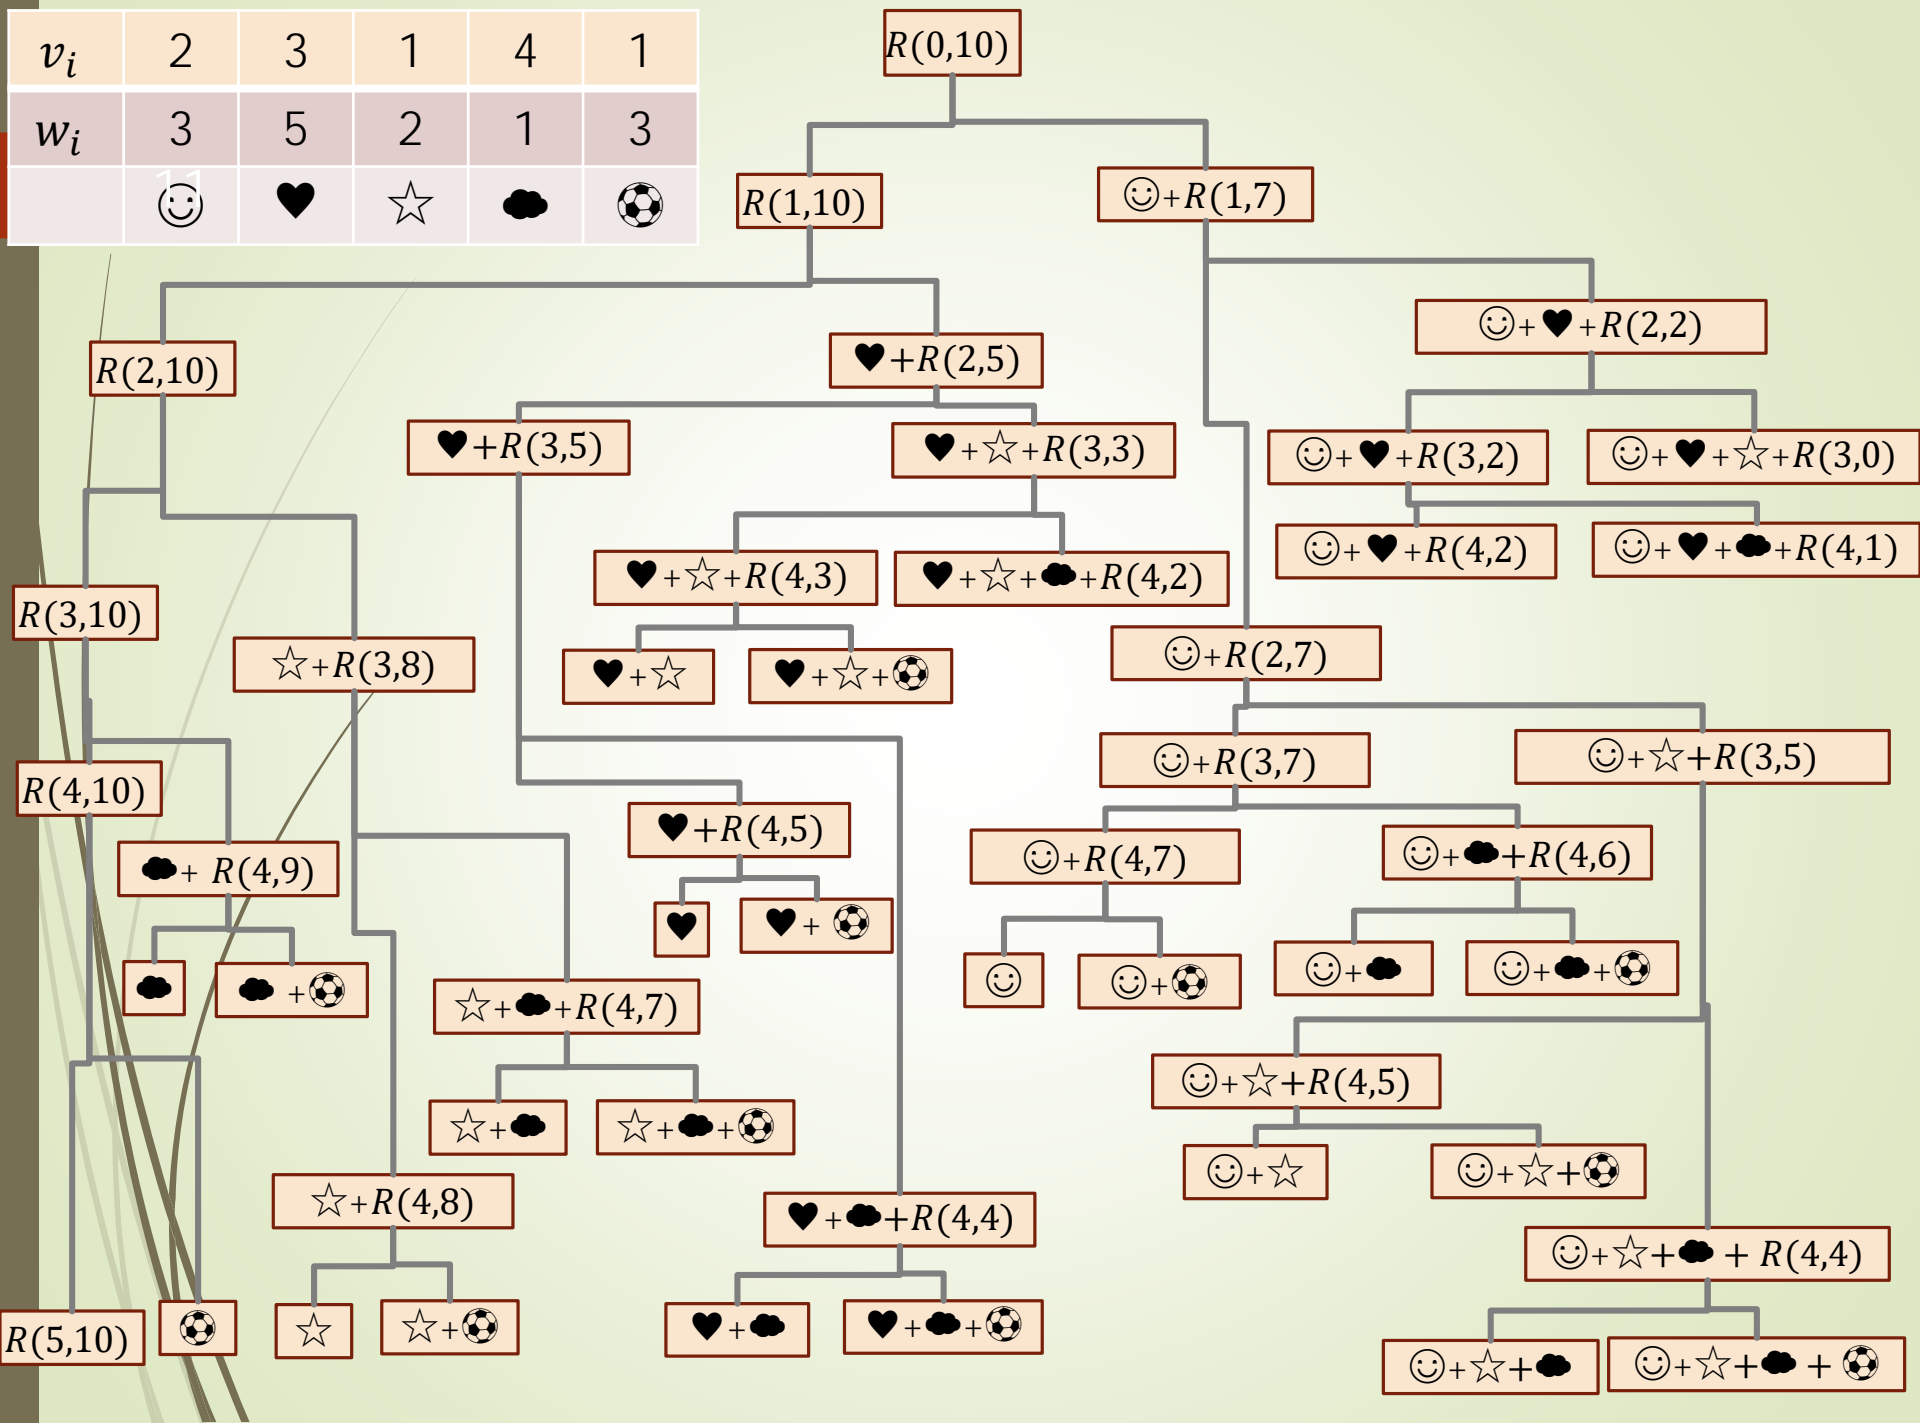 v_i 2 3 1 4 1
w_i 3 5 2 1 3
11
☺ ♥ ☆ ☁ ⚽
R(0,10)
R(1,10)
☺+R(1,7)
☺+♥+R(2,2)
R(2,10)
♥+R(2,5)
♥+R(3,5)
♥+☆+R(3,3)
☺+♥+R(3,2)
☺+♥+☆+R(3,0)
☺+♥+R(4,2)
☺+♥+☁+R(4,1)
♥+☆+R(4,3)
♥+☆+☁+R(4,2)
R(3,10)
☆+R(3,8)
♥+☆
♥+☆+⚽
☺+R(2,7)
☺+R(3,7)
☺+☆+R(3,5)
R(4,10)
♥+R(4,5)
☺+R(4,7)
☺+☁+R(4,6)
☁+ R(4,9)
♥
♥+ ⚽
☁
☁ +⚽
☆+☁+R(4,7)
☺
☺+⚽
☺+☁
☺+☁+⚽
☺+☆+R(4,5)
☆+☁
☆+☁+⚽
☺+☆
☺+☆+⚽
☆+R(4,8)
♥+☁+R(4,4)
☺+☆+☁ + R(4,4)
R(5,10)
⚽
☆
☆+⚽
♥+☁
♥+☁+⚽
☺+☆+☁
☺+☆+☁ + ⚽